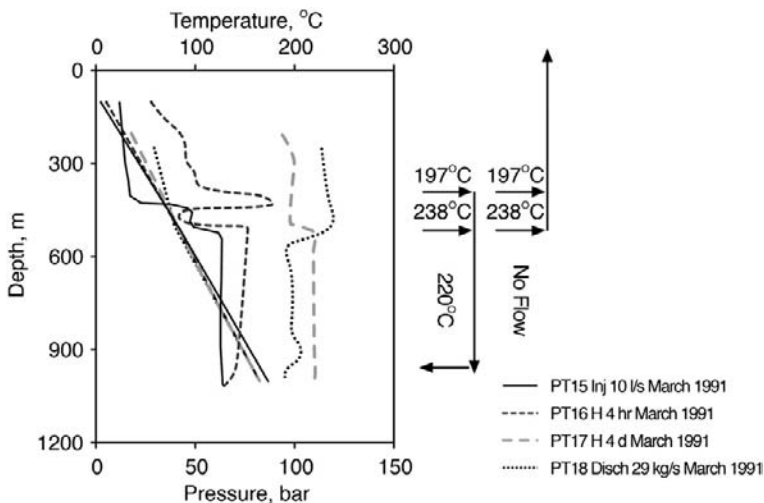 Temperature, °C
0 100 200 300
0
300
600
900
1200
Depth, m
0 50 100 150
Pressure, bar
197°C 197°C
238°C 238°C
220°C
No Flow
PT15 Inj 10 l/s March 1991
PT16 H 4 hr March 1991
PT17 H 4 d March 1991
PT18 Disch 29 kg/s March 1991